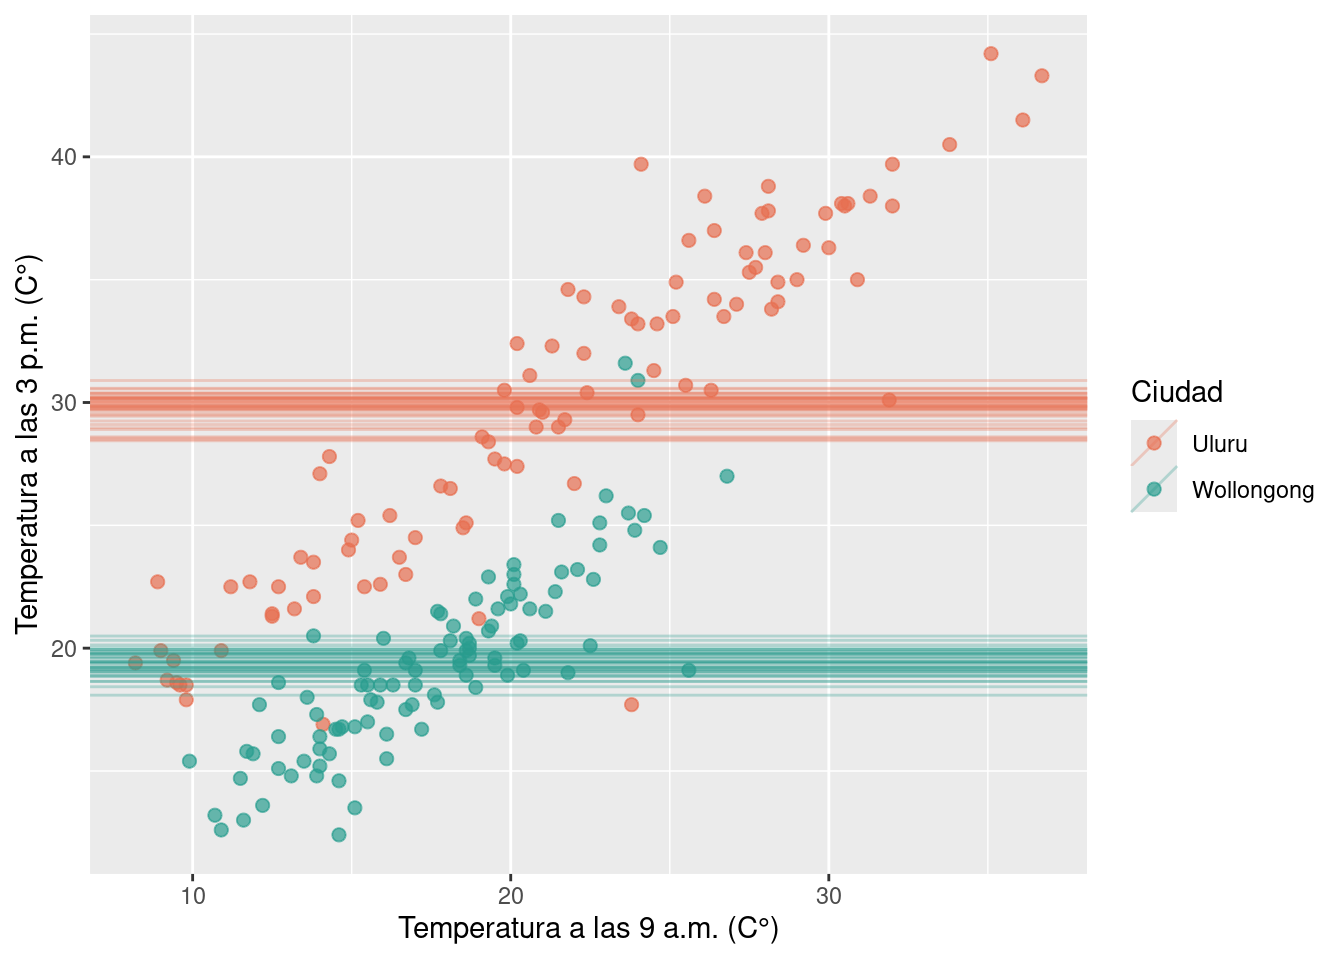 40
30
20
10
20
30
Temperatura a las 3 p.m. (C°)
Temperatura a las 9 a.m. (C°)
Ciudad
Uluru
Wollongong